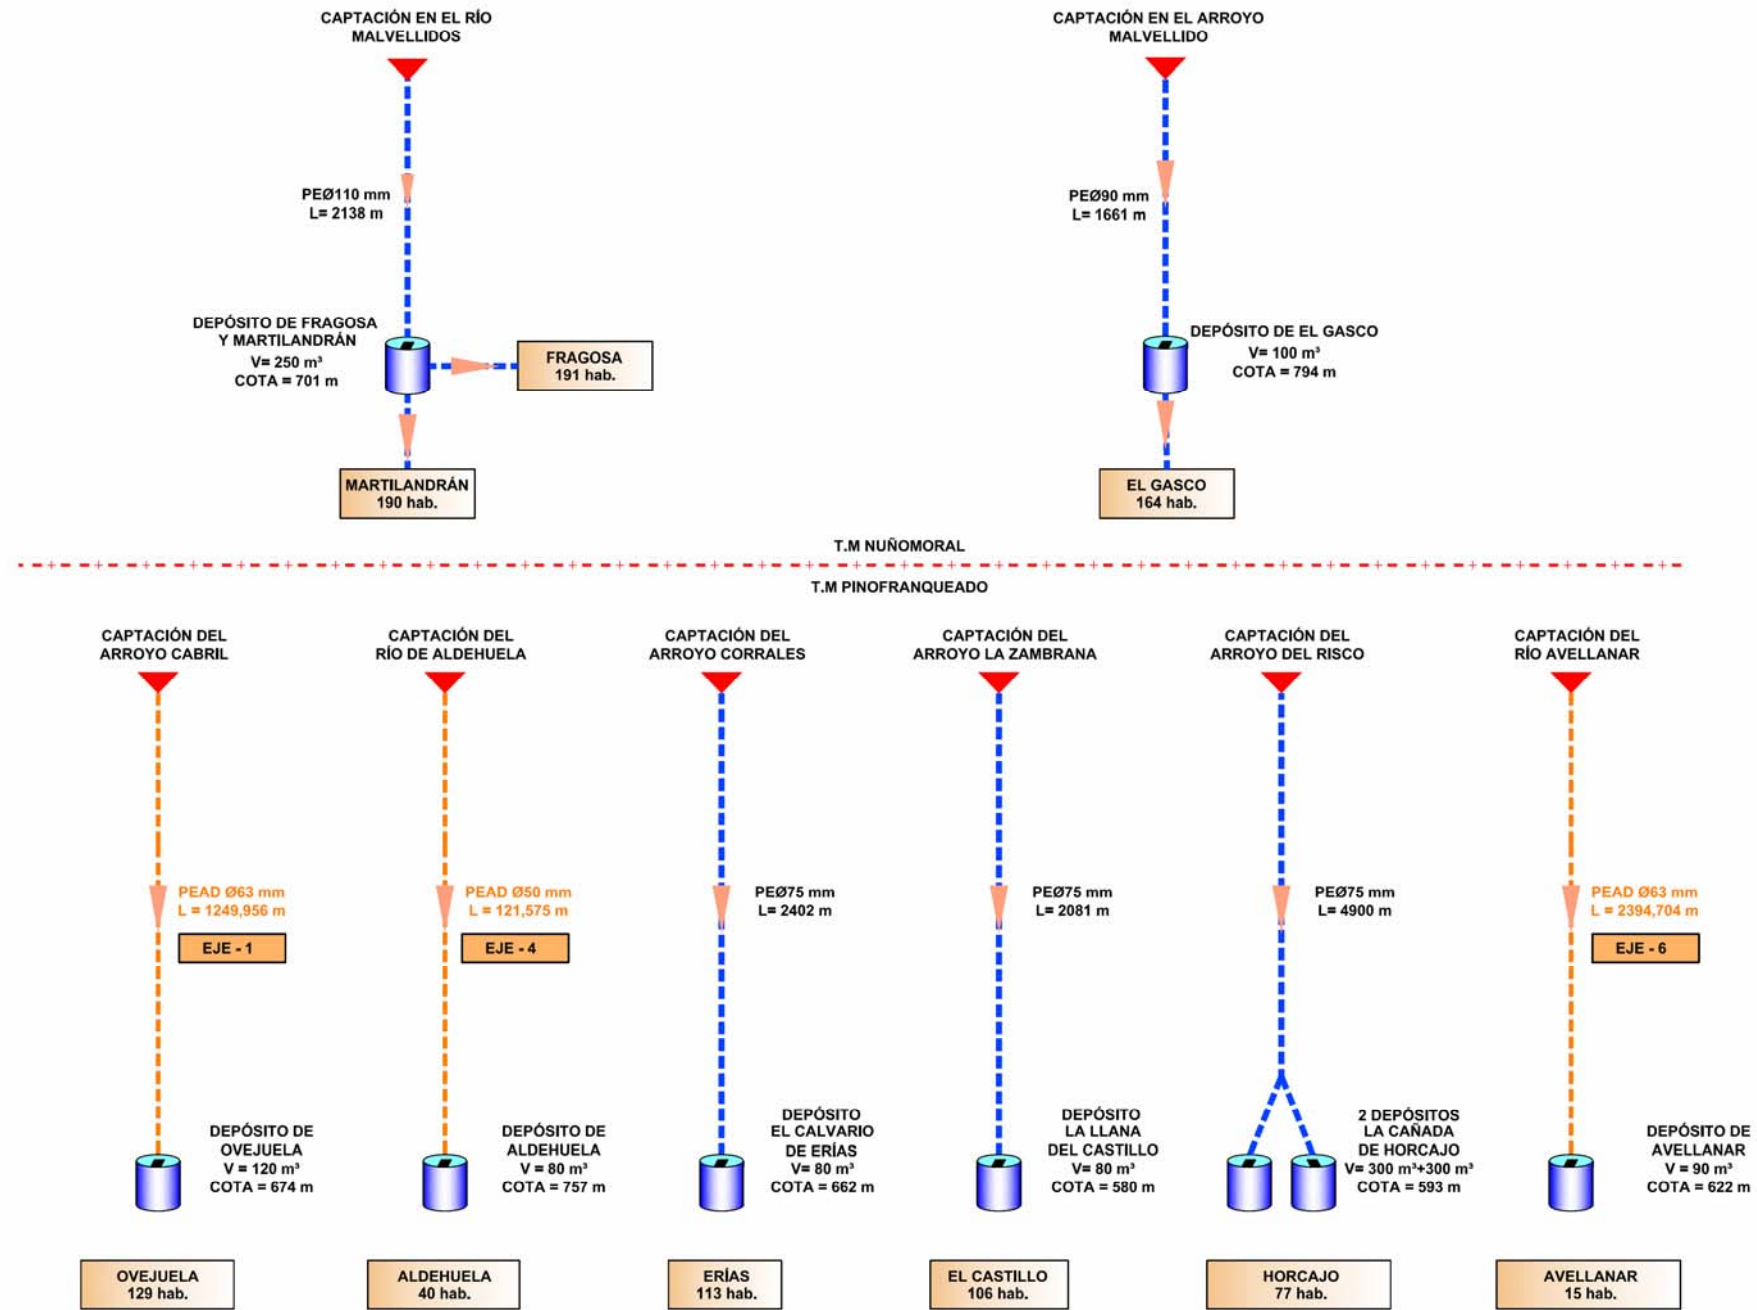 CAPTACIÓN EN EL RÍO
MALVELLIDOS
PEØ110 mm
L= 2138 m
DEPÓSITO DE FRAGOSA
Y MARTILANDRÁN
V= 250 m³
COTA = 701 m
FRAGOSA
191 hab.
MARTILANDRÁN
190 hab.
CAPTACIÓN EN EL ARROYO
MALVELLIDO
PEØ90 mm
L= 1661 m
DEPÓSITO DE EL GASCO
V= 100 m³
COTA = 794 m
EL GASCO
164 hab.
T.M NUÑOMORAL
T.M PINOFRANQUEADO
CAPTACIÓN DEL
ARROYO CABRIL
PEAD Ø63 mm
L = 1249,956 m
EJE - 1
DEPÓSITO DE
OVEJUELA
V = 120 m³
COTA = 674 m
OVEJUELA
129 hab.
CAPTACIÓN DEL
RÍO DE ALDEHUELA
PEAD Ø50 mm
L = 121,575 m
EJE - 4
DEPÓSITO DE
ALDEHUELA
V = 80 m³
COTA = 757 m
ALDEHUELA
40 hab.
CAPTACIÓN DEL
ARROYO CORRALES
PEØ75 mm
L= 2402 m
DEPÓSITO
EL CALVARIO
DE ERÍAS
V= 80 m³
COTA = 662 m
ERÍAS
113 hab.
CAPTACIÓN DEL
ARROYO LA ZAMBRANA
PEØ75 mm
L= 2081 m
DEPÓSITO
LA LLANA
DEL CASTILLO
V= 80 m³
COTA = 580 m
EL CASTILLO
106 hab.
CAPTACIÓN DEL
ARROYO DEL RISCO
PEØ75 mm
L= 4900 m
2 DEPÓSITOS
LA CAÑADA
DE HORCAJO
V= 300 m³+300 m³
COTA = 593 m
HORCAJO
77 hab.
CAPTACIÓN DEL
RÍO AVELLANAR
PEAD Ø63 mm
L = 2394,704 m
EJE - 6
DEPÓSITO DE
AVELLANAR
V = 90 m³
COTA = 622 m
AVELLANAR
15 hab.